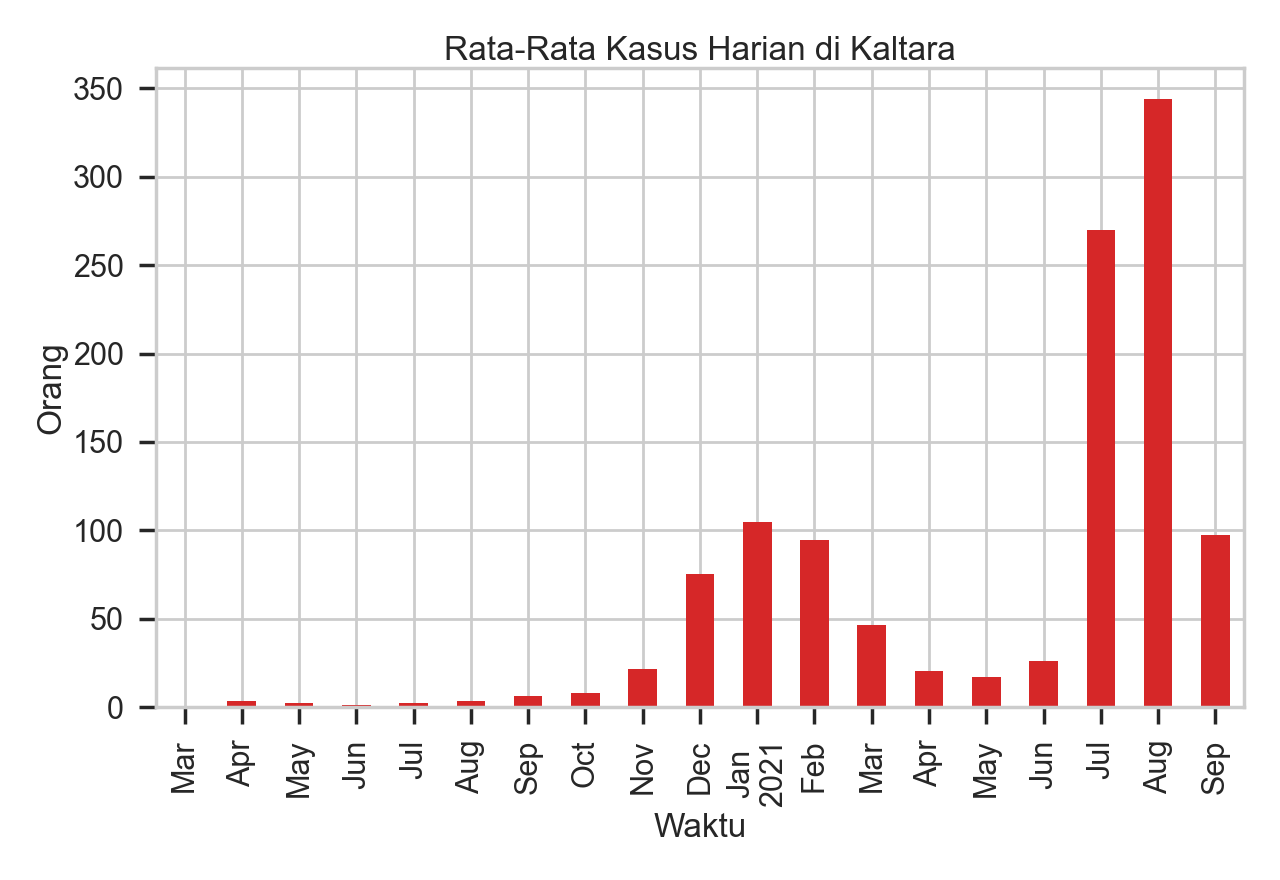 Rata-Rata Kasus Harian di Kaltara
350
300
250
200
150
100
50
0
Orang
Mar
Apr
May
Jun
Jul
Aug
Sep
Oct
Nov
Dec
Jan
2021
Feb
Mar
Apr
May
Jun
Jul
Aug
Sep
Waktu